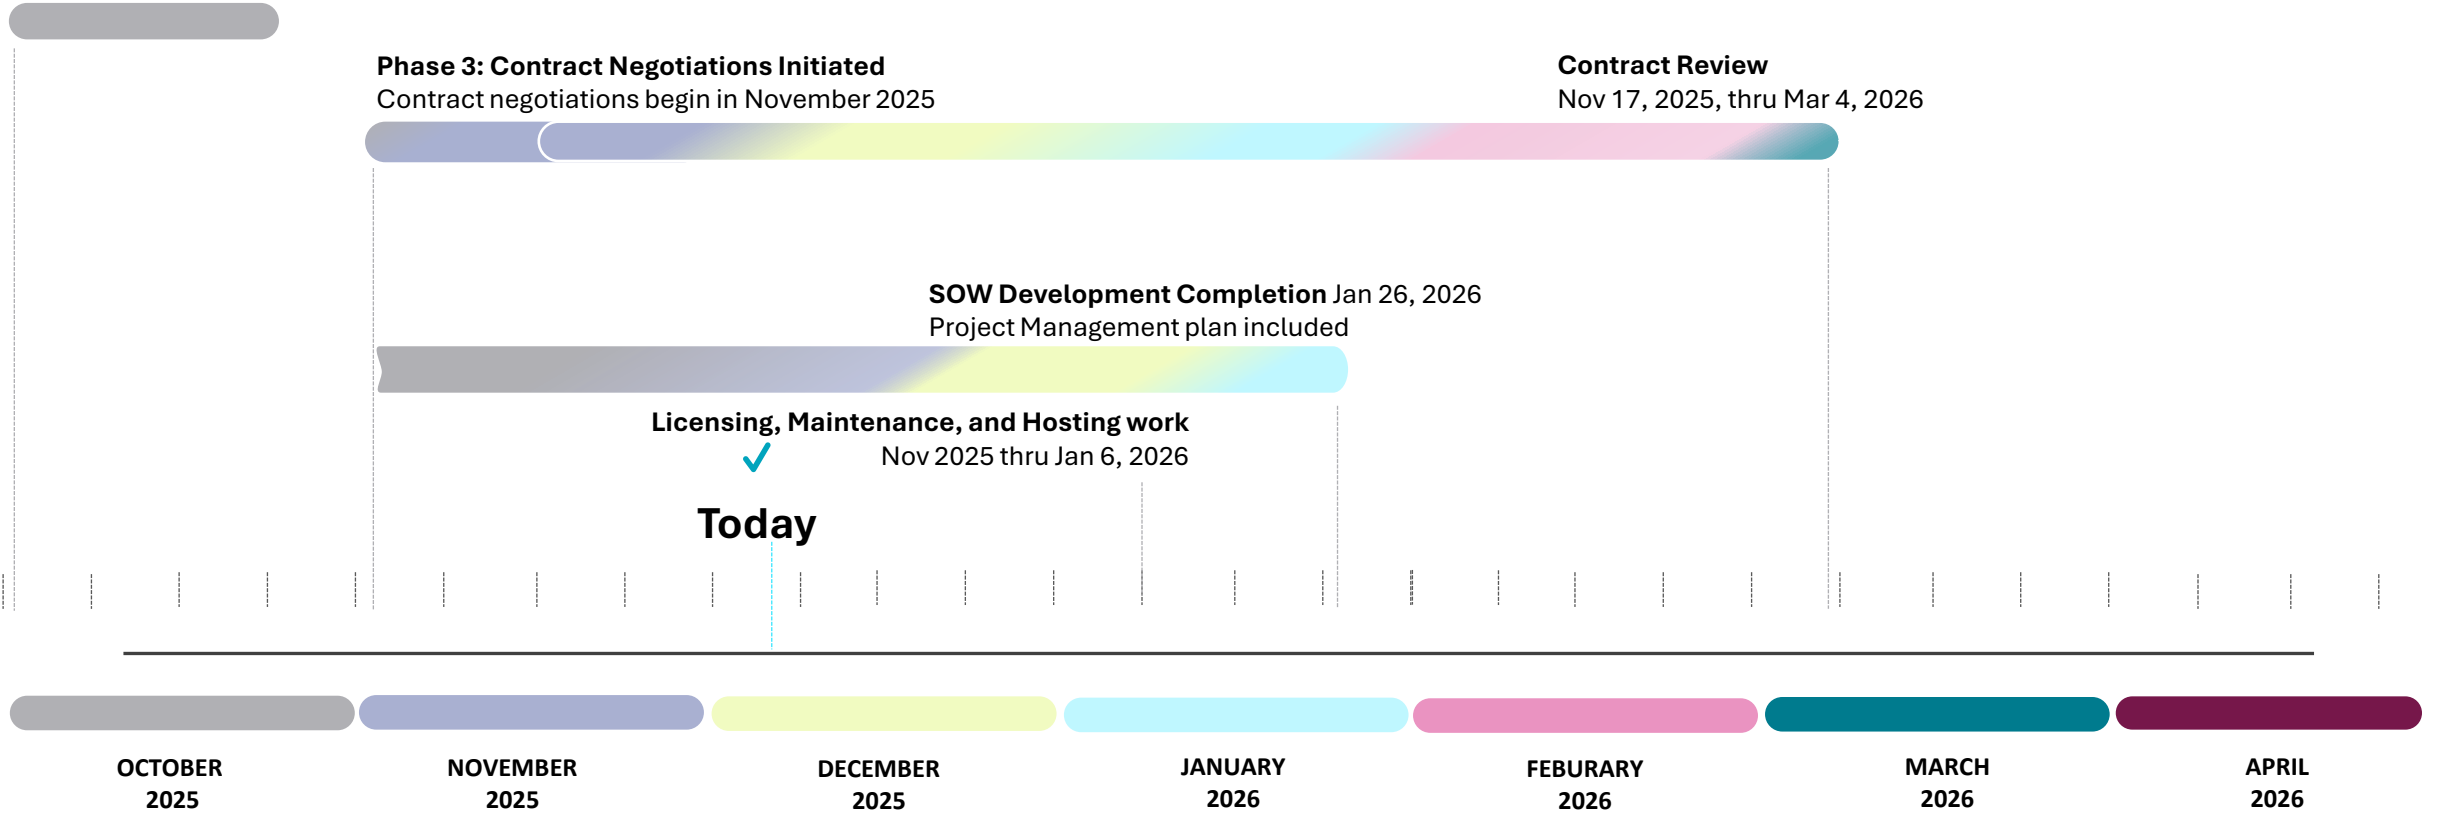 Phase 3: Contract Negotiations Initiated
Contract negotiations begin in November 2025
Contract Review
Nov 17, 2025, thru Mar 4, 2026
SOW Development Completion Jan 26, 2026
Project Management plan included
Licensing, Maintenance, and Hosting work
Nov 2025 thru Jan 6, 2026
Today
OCTOBER
2025
NOVEMBER
2025
DECEMBER
2025
JANUARY
2026
FEBURARY
2026
MARCH
2026
APRIL
2026